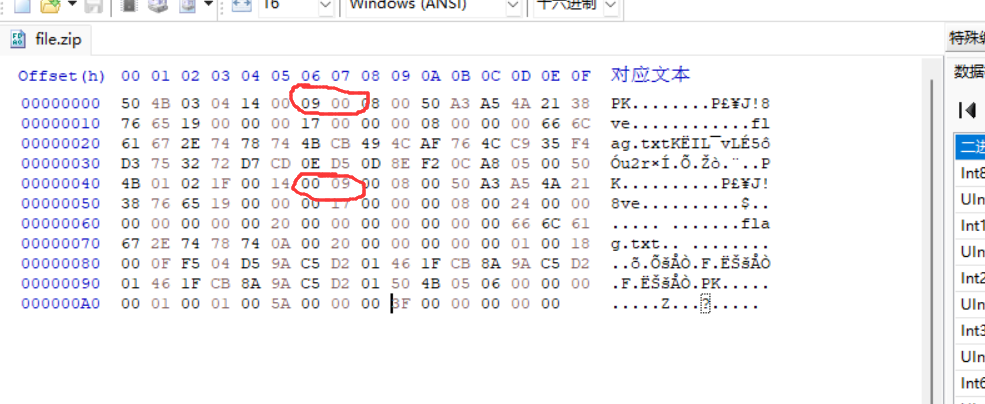 16 Windows (ANSI) 十六进制
file.zip
特殊编
Offset(h) 00 01 02 03 04 05 06 07 08 09 0A 0B 0C 0D 0E 0F 对应文本
数据
00000000 50 4B 03 04 14 00 09 00 08 00 50 A3 A5 4A 21 38 PK........P£¥J!8
00000010 76 65 19 00 00 00 17 00 00 00 08 00 00 00 66 6C ve............fl
00000020 61 67 2E 74 78 74 4B CB 49 4C AF 76 4C C9 35 F4 ag.txtKËIL¯vLÉ5ô
00000030 D3 75 32 72 D7 CD 0E D5 0D 8E F2 0C A8 05 00 50 Óu2r×Í.Õ.Žò.¨..P
00000040 4B 01 02 1F 00 14 00 09 00 08 00 50 A3 A5 4A 21 K..........P£¥J!
00000050 38 76 65 19 00 00 00 17 00 00 00 08 00 24 00 00 8ve..........$..
00000060 00 00 00 00 00 20 00 00 00 00 00 00 00 66 6C 61 ..... .......fla
00000070 67 2E 74 78 74 0A 00 20 00 00 00 00 00 01 00 18 g.txt.. ........
00000080 00 0F F5 04 D5 9A C5 D2 01 46 1F CB 8A 9A C5 D2 ..õ.ÕšÅÒ.F.ËŠšÅÒ
00000090 01 46 1F CB 8A 9A C5 D2 01 50 4B 05 06 00 00 00 .F.ËŠšÅÒ.PK.....
000000A0 00 01 00 01 00 5A 00 00 00 3F 00 00 00 00 00 .....Z...?.....
二进
Int8
UIn
Int1
UIn
Int2
UIn
Int3
UIn
Int6